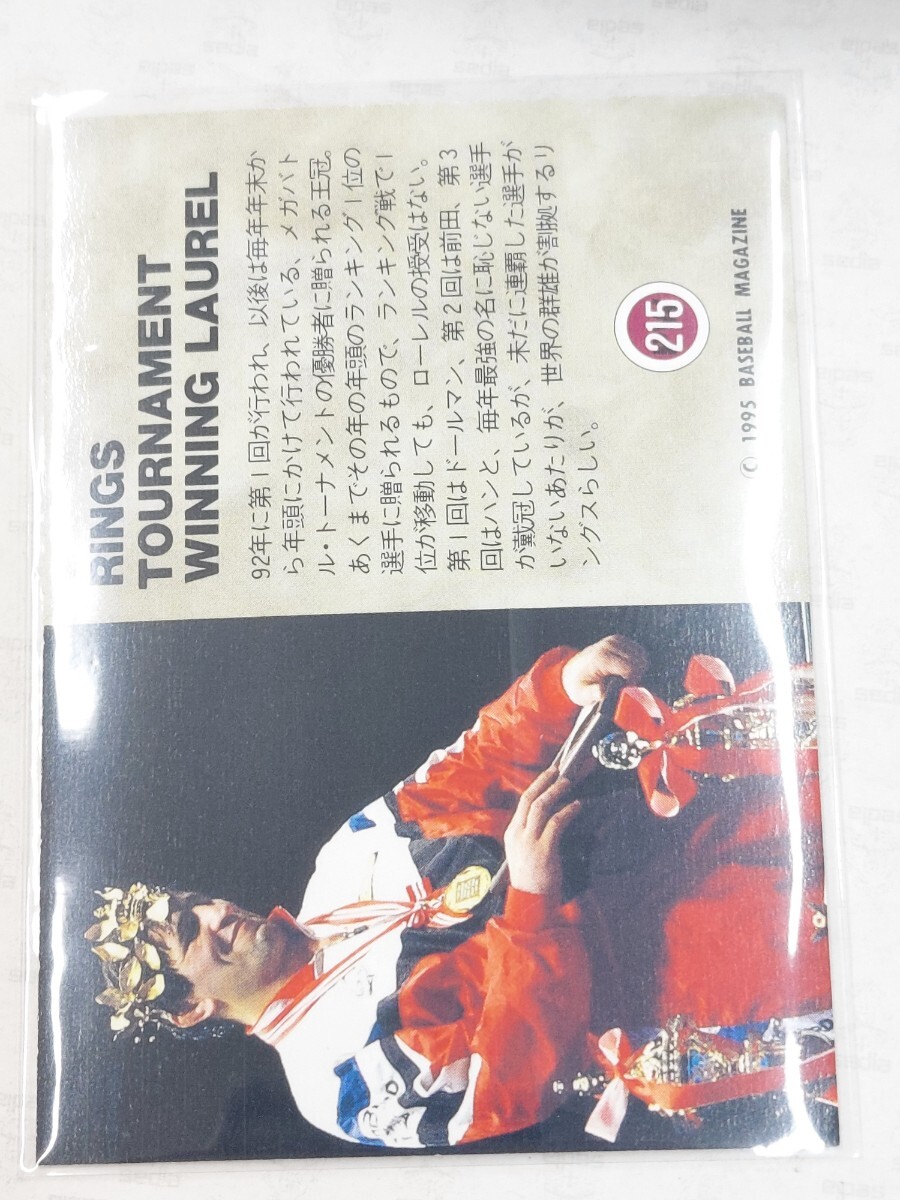 RINGS
TOURNAMENT
WINNING LAUREL
92年に第1回が行われ、以後は毎年年末か
ら年頭にかけて行われている、メガバト
ル・トーナメントの優勝者に贈られる王冠。
あくまでその年の年頭のランキング1位の
選手に贈られるもので、ランキング戦で1
位が移動しても、ローレルの授受はない。
第1回はドールマン、第2回は前田、第3
回はハンと、毎年最強の名に恥じない選手
が戴冠しているが、未だに連覇した選手が
いないあたりが、世界の群雄が割拠するリ
ングスらしい。
215
© 1995 BASEBALL MAGAZINE